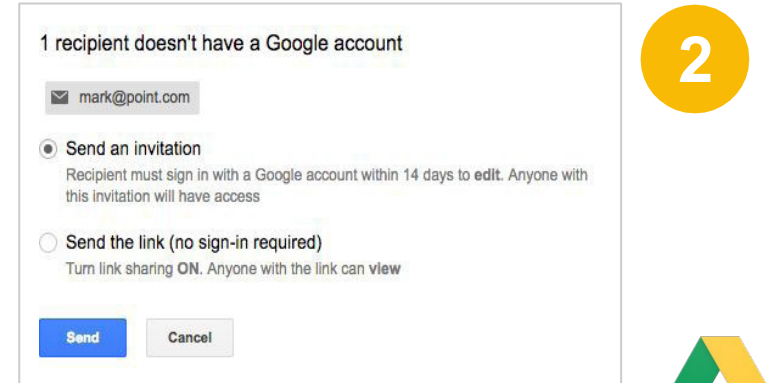 1 recipient doesn't have a Google account
2
mark@point.com
Send an invitation
Recipient must sign in with a Google account within 14 days to edit. Anyone with
this invitation will have access
Send the link (no sign-in required)
Turn link sharing ON. Anyone with the link can view
Send Cancel